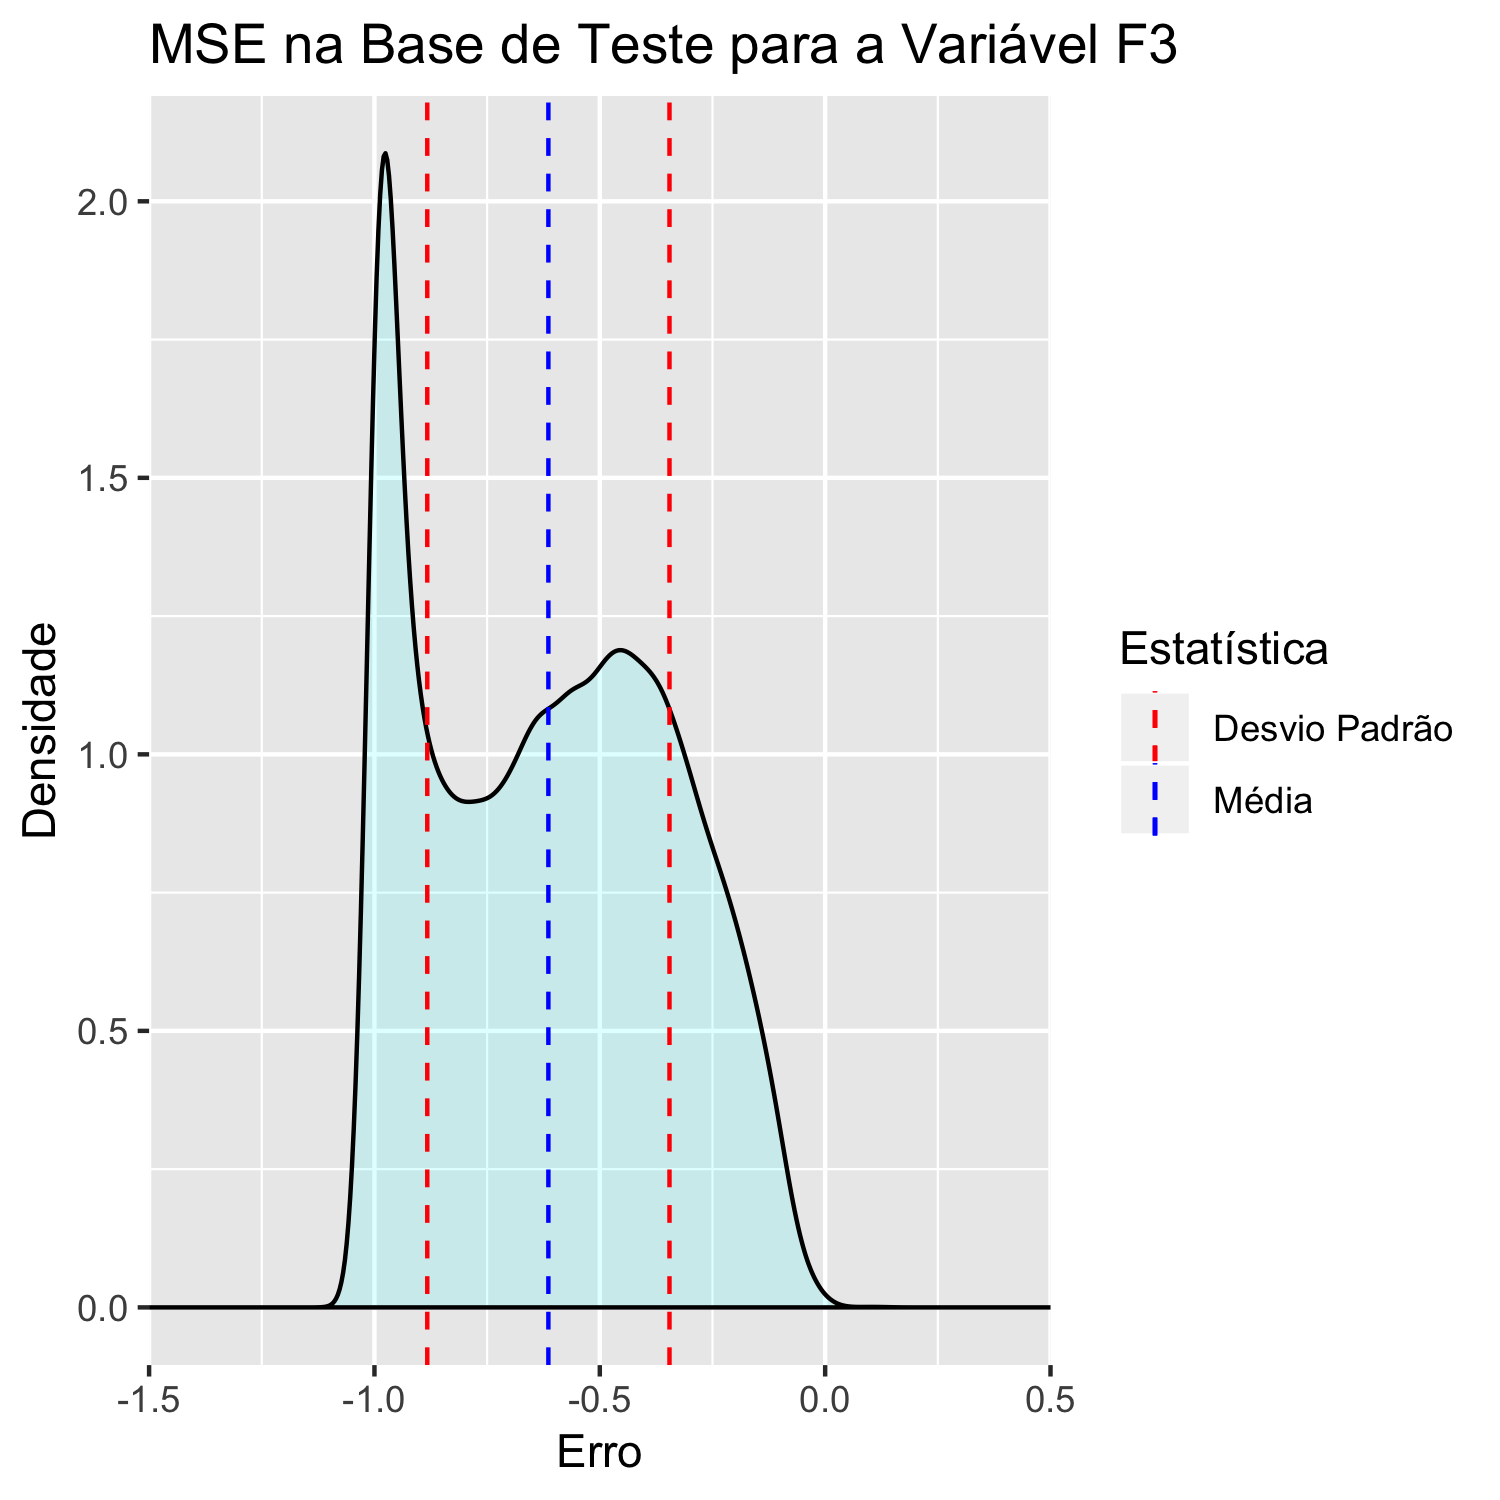 MSE na Base de Teste para a Variável F3
2.0
1.5
1.0
0.5
0.0
Densidade
-1.5 -1.0 -0.5 0.0 0.5
Erro
Estatística
Desvio Padrão
Média